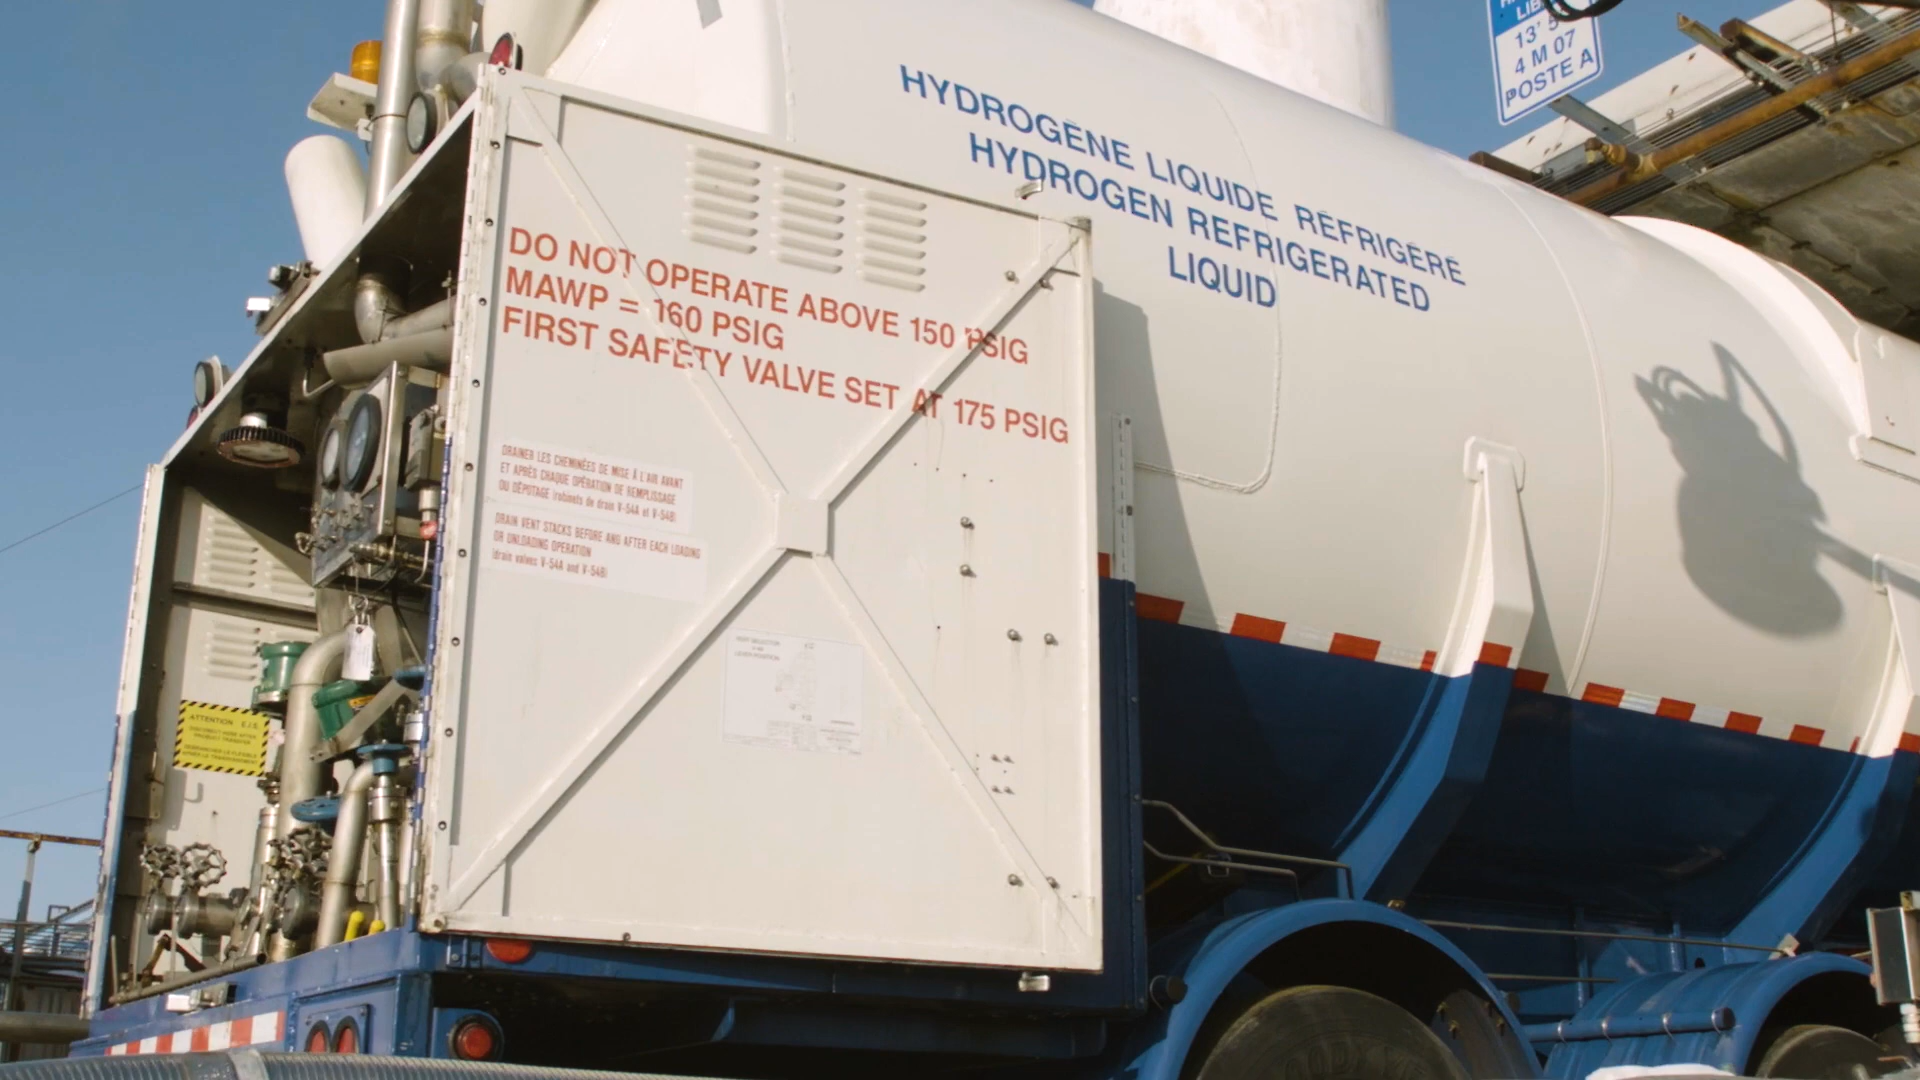 HYDROGÈNE LIQUIDE RÉFRIGÉRÉ
HYDROGEN REFRIGERATED
LIQUID
13' 5
4 M 07
POSTE A
DO NOT OPERATE ABOVE 150 PSIG
MAWP = 160 PSIG
FIRST SAFETY VALVE SET AT 175 PSIG
DRAINER LES CHEMINÉES DE MISE À L'AIR AVANT
ET APRÈS CHAQUE OPÉRATION DE REMPLISSAGE
OU DÉPOTAGE (robinets de drain V-54A et V-54B)
DRAIN VENT STACKS BEFORE AND AFTER EACH LOADING
OR UNLOADING OPERATION
(drain valves V-54A and V-54B)
ATTENTION
PRODUCT TRANSFER